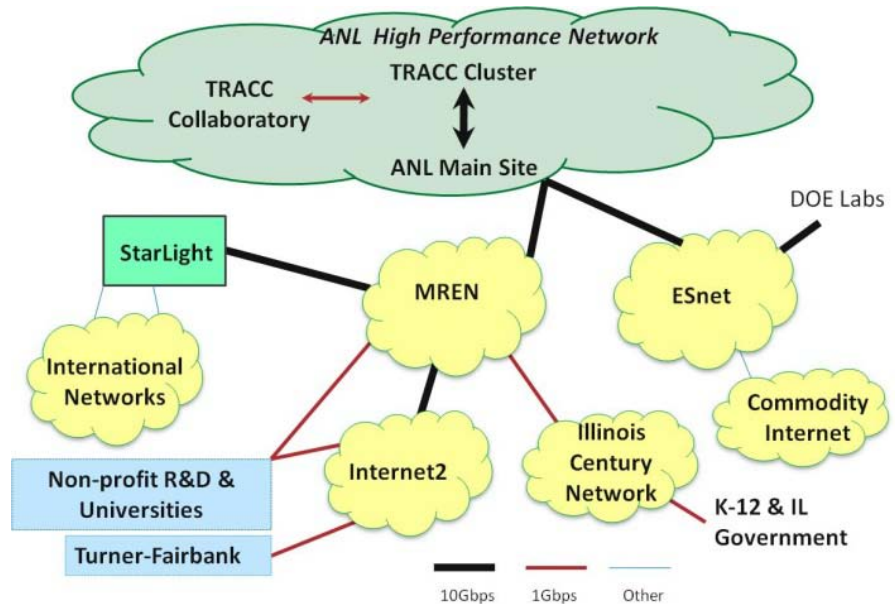 ANL High Performance Network
TRACC Cluster
TRACC
Collaboratory
ANL Main Site
DOE Labs
StarLight
MREN
ESnet
International
Networks
Commodity
Internet
Illinois
Century
Network
Internet2
Non-profit R&D &
Universities
K-12 & IL
Government
Turner-Fairbank
10Gbps
1Gbps
Other